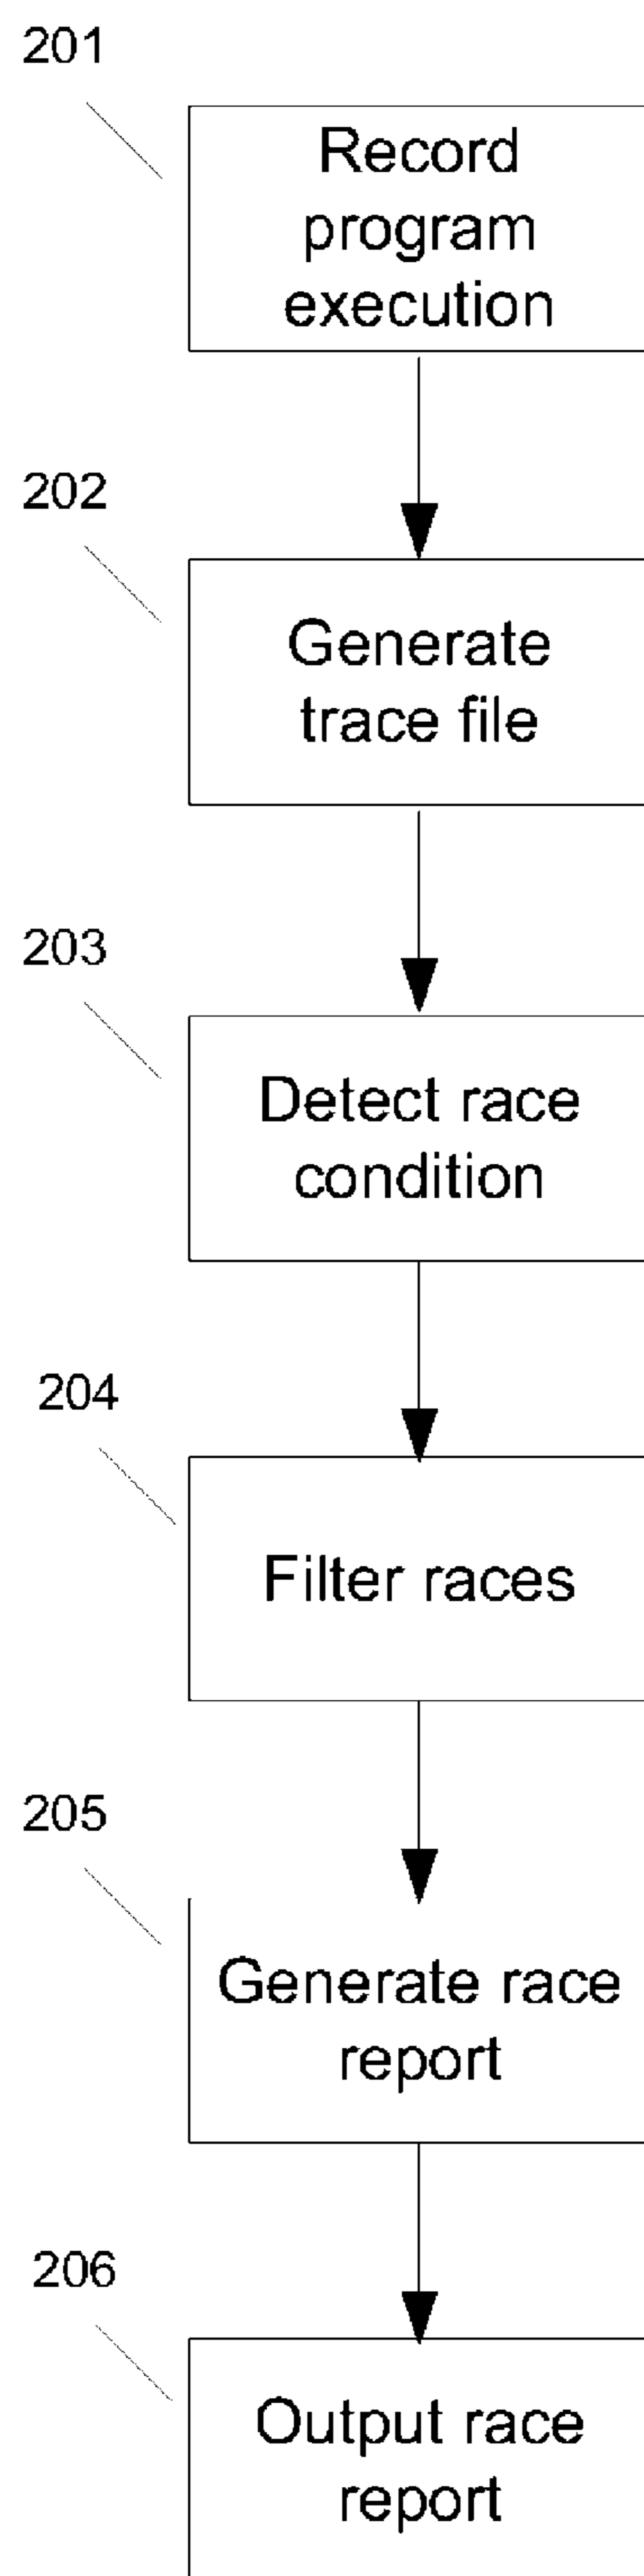 201
Record
program
execution
202
Generate
trace file
203
Detect race
condition
204
Filter races
205
Generate race
report
206
Output race
report